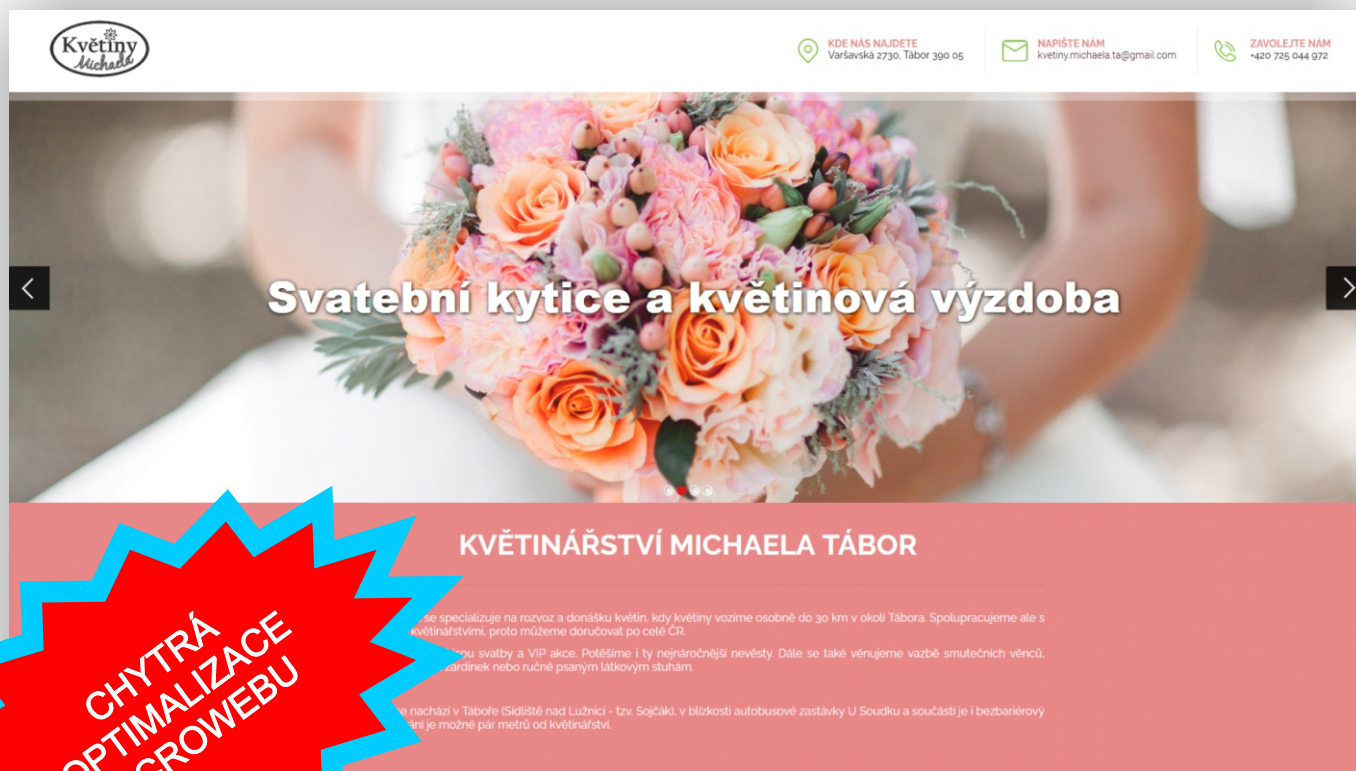 Květiny
Michaela
KDE NÁS NAJDETE
Varšavská 2730, Tábor 390 05
NAPIŠTE NÁM
kvetiny.michaela.ta@gmail.com
ZAVOLEJTE NÁM
+420 725 044 972
Svatební kytice a květinová výzdoba
KVĚTINÁŘSTVÍ MICHAELA TÁBOR
se specializuje na rozvoz a donášku květin, kdy květiny vozíme osobně do 30 km v okolí Tábora. Spolupracujeme ale s
květinářstvími, proto můžeme doručovat po celé ČR.
svatby a VIP akce. Potěšíme i ty nejnáročnější nevěsty. Dále se také věnujeme vazbě smutečních věnců,
nebo ručně psaným látkovým stuhám.
nachází v Táboře (Sídliště nad Lužnicí - tzv. Sojčák), v blízkosti autobusové zastávky U Soudku a součástí je i bezbariérový
je možné pár metrů od květinářství.
CHYTRÁ
OPTIMALIZACE
CROWEBU